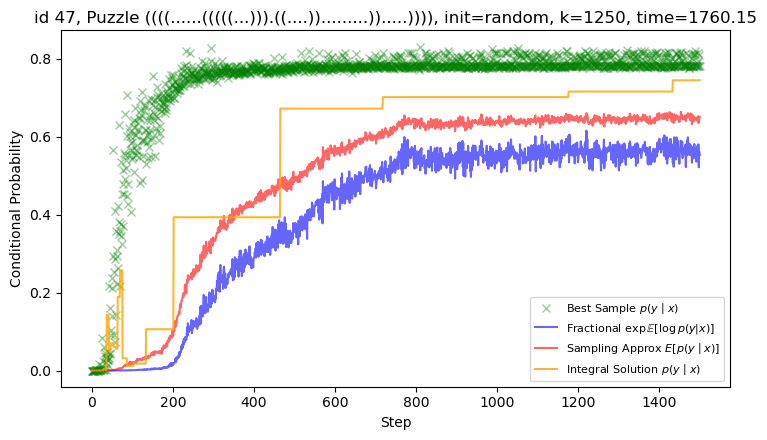 id 47, Puzzle ((((......(((((...))).((....)).........)).....)))), init=random, k=1250, time=1760.15
0.8
0.6
0.4
0.2
0.0
Conditional Probability
Best Sample p(y | x)
Fractional exp𝔼[log p(y|x)]
Sampling Approx E[p(y | x)]
Integral Solution p(y | x)
0 200 400 600 800 1000 1200 1400
Step